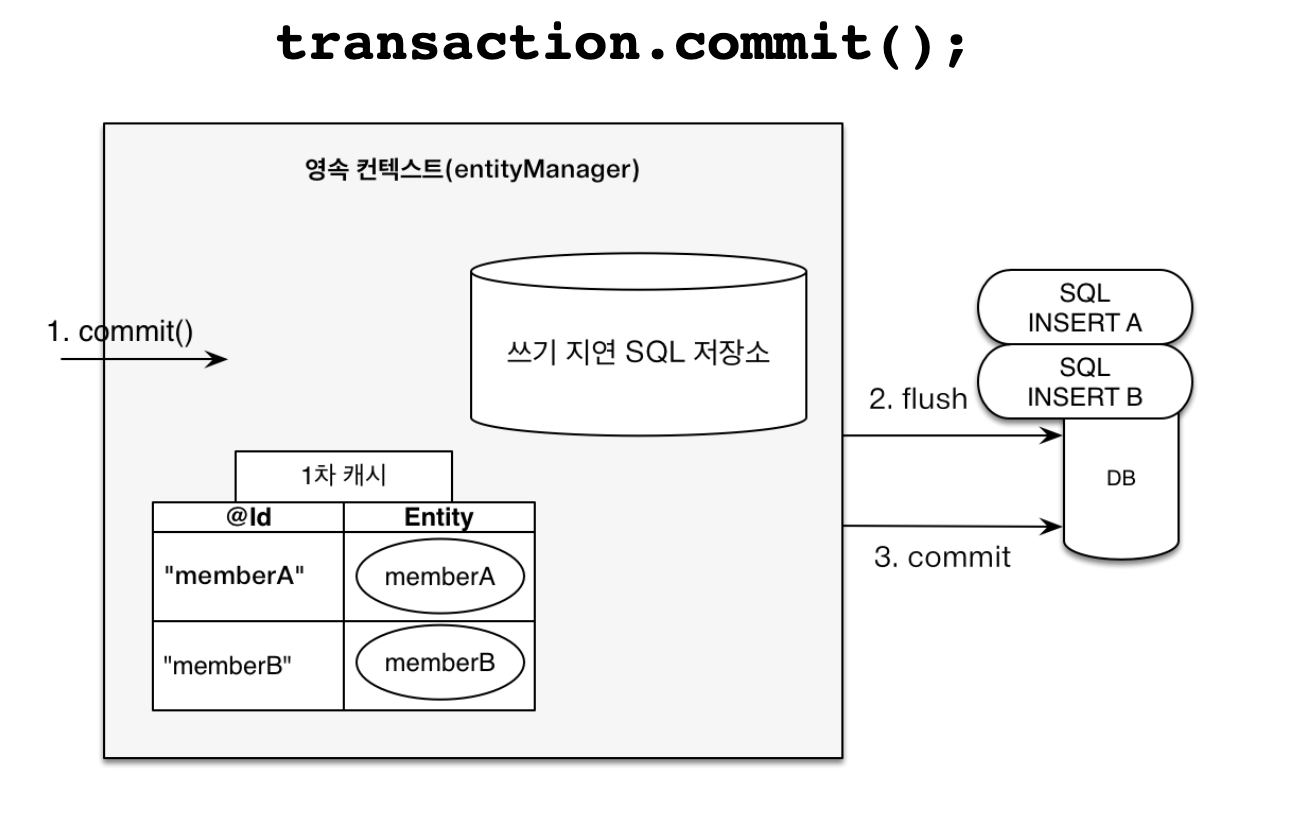 transaction.commit();
영속 컨텍스트(entityManager)
1. commit()
쓰기 지연 SQL 저장소
SQL
INSERT A
SQL
INSERT B
2. flush
DB
3. commit
1차 캐시
@Id Entity
"memberA" memberA
"memberB" memberB